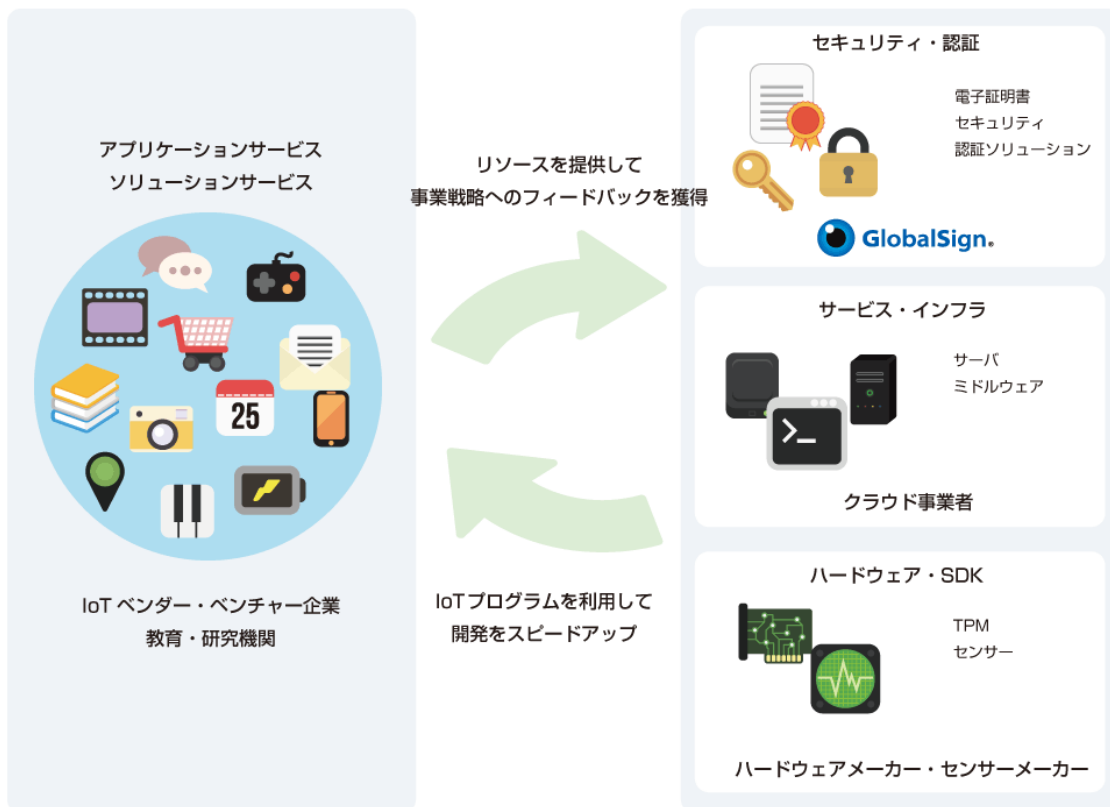 アプリケーションサービス
ソリューションサービス
25
IoT ベンダー・ベンチャー企業
教育・研究機関
リソースを提供して
事業戦略へのフィードバックを獲得
IoTプログラムを利用して
開発をスピードアップ
セキュリティ・認証
電子証明書
セキュリティ
認証ソリューション
GlobalSign.
サービス・インフラ
サーバ
ミドルウェア
>_
クラウド事業者
ハードウェア・SDK
TPM
センサー
ハードウェアメーカー・センサーメーカー